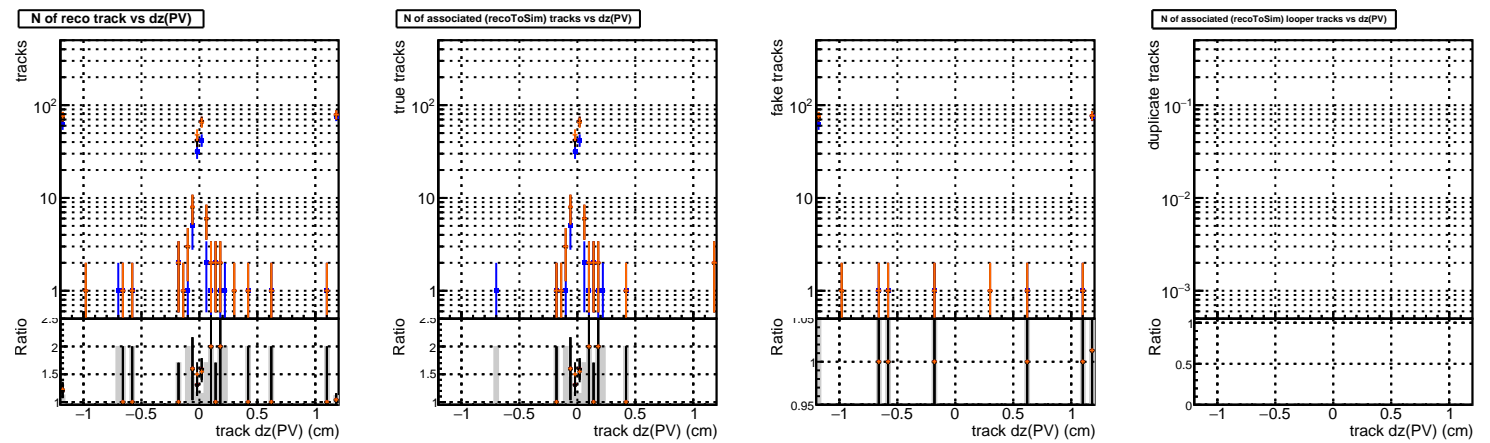 N of reco track vs dz(PV)
tracks
10²
10
1
Ratio
2.5
2
1.5
1
−1 −0.5 0 0.5 1
track dz(PV) (cm)
N of associated (recoToSim) tracks vs dz(PV)
true tracks
10²
10
1
Ratio
2.5
2
1.5
1
−1 −0.5 0 0.5 1
track dz(PV) (cm)
fake tracks
10²
10
1
Ratio
1.05
1
0.95
−1 −0.5 0 0.5 1
track dz(PV) (cm)
N of associated (recoToSim) looper tracks vs dz(PV)
duplicate tracks
10⁻¹
10⁻²
10⁻³
Ratio
1
0.5
0
−1 −0.5 0 0.5 1
track dz(PV) (cm)